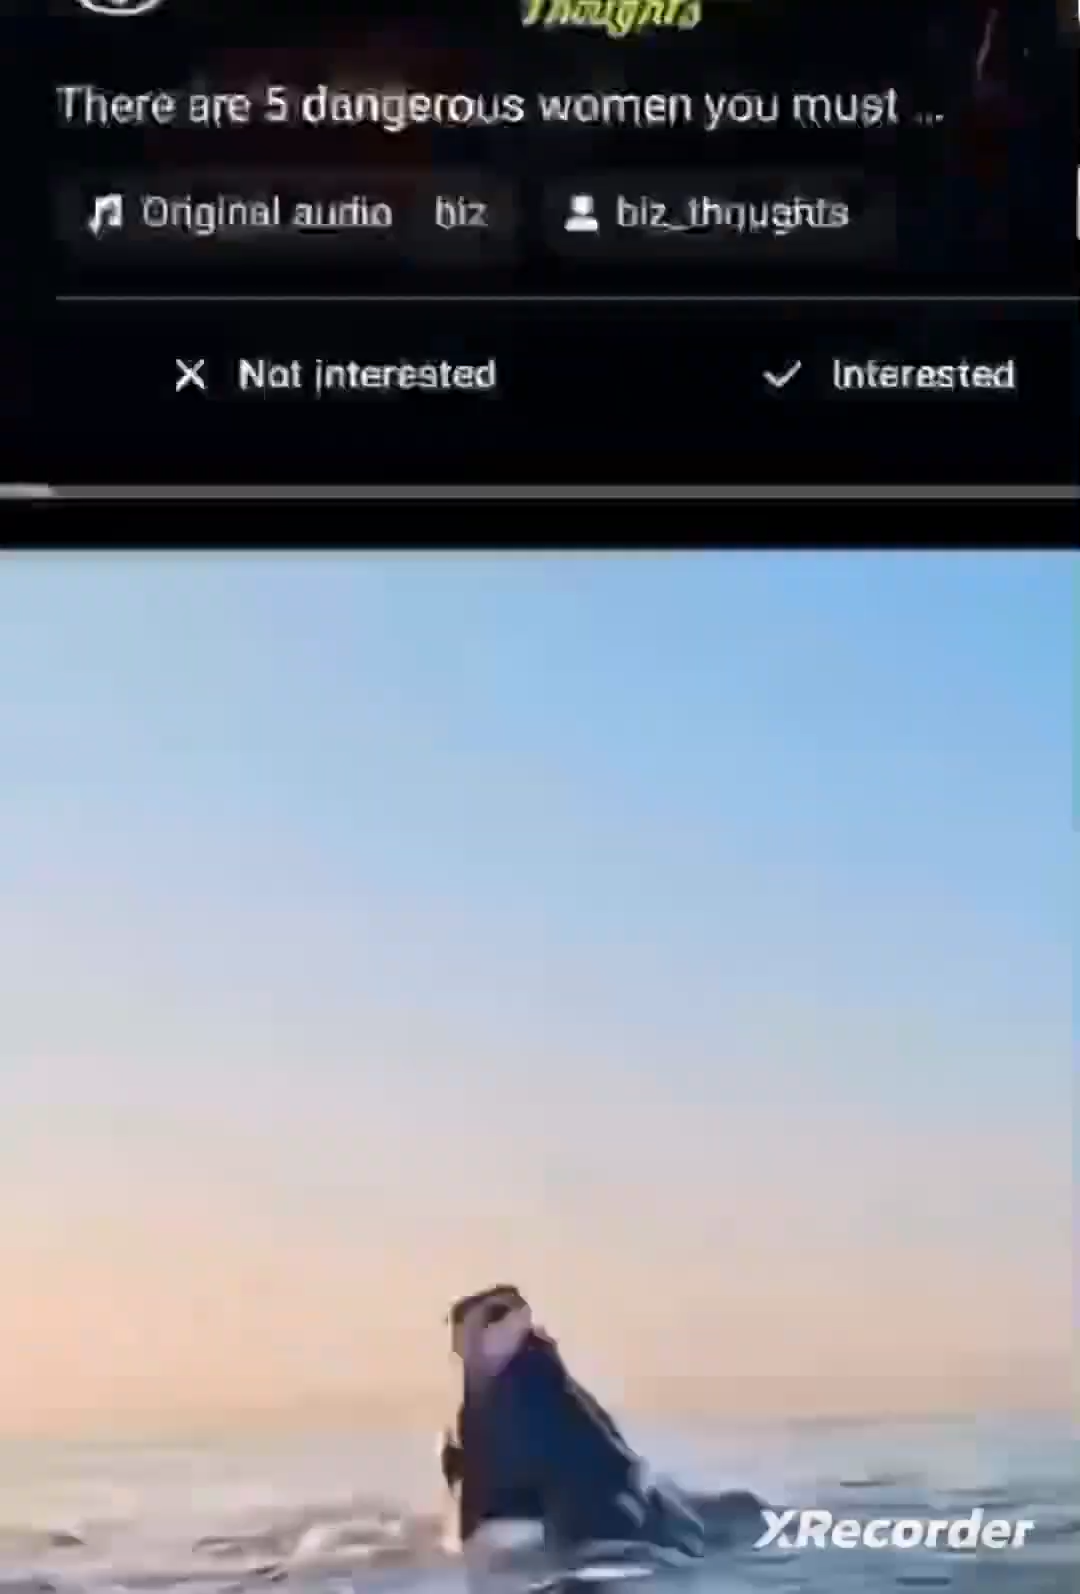 Thoughts
There are 5 dangerous women you must ...
Original audio biz
biz_thoughts
Not interested
Interested
XRecorder